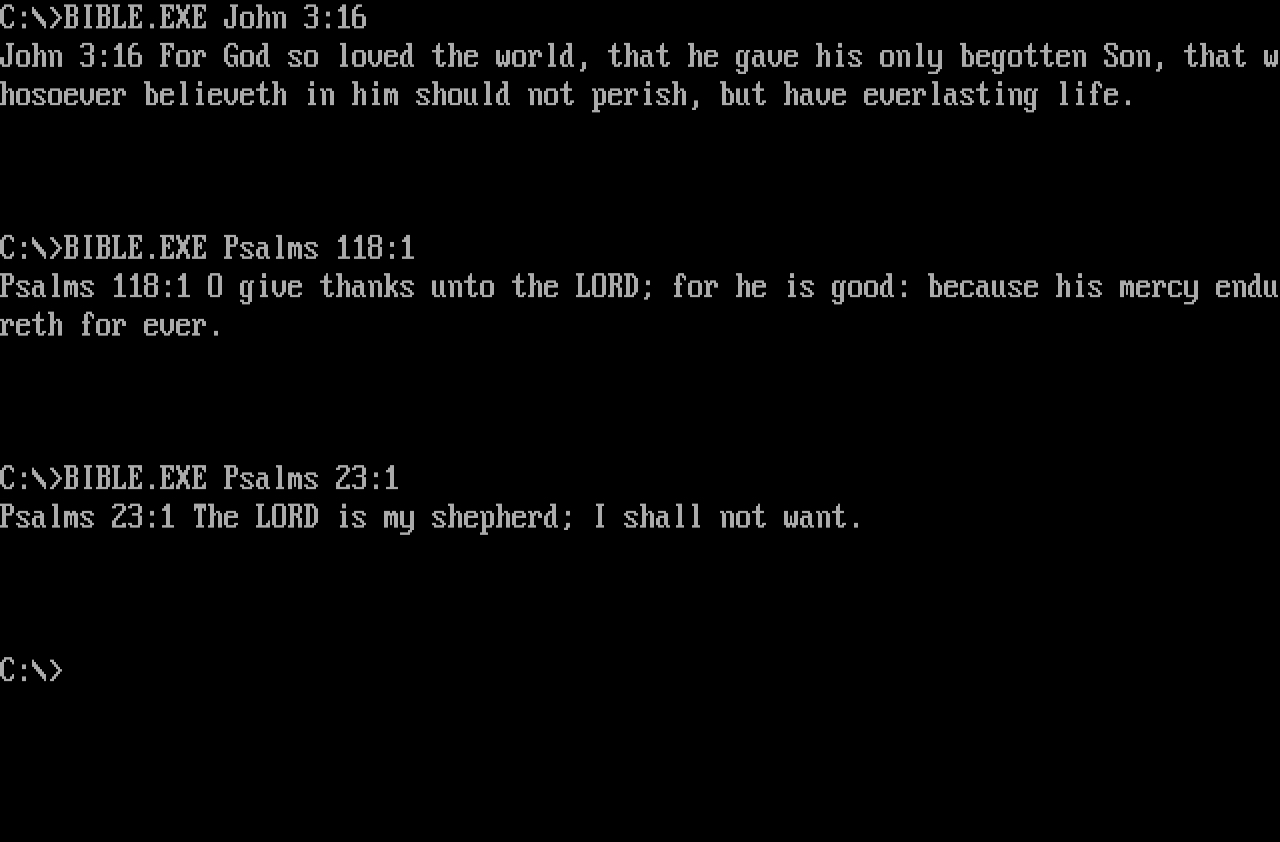 C:\>BIBLE.EXE John 3:16
John 3:16 For God so loved the world, that he gave his only begotten Son, that w
hosoever believeth in him should not perish, but have everlasting life.
C:\>BIBLE.EXE Psalms 118:1
Psalms 118:1 O give thanks unto the LORD; for he is good: because his mercy endu
reth for ever.
C:\>BIBLE.EXE Psalms 23:1
Psalms 23:1 The LORD is my shepherd; I shall not want.
C:\>